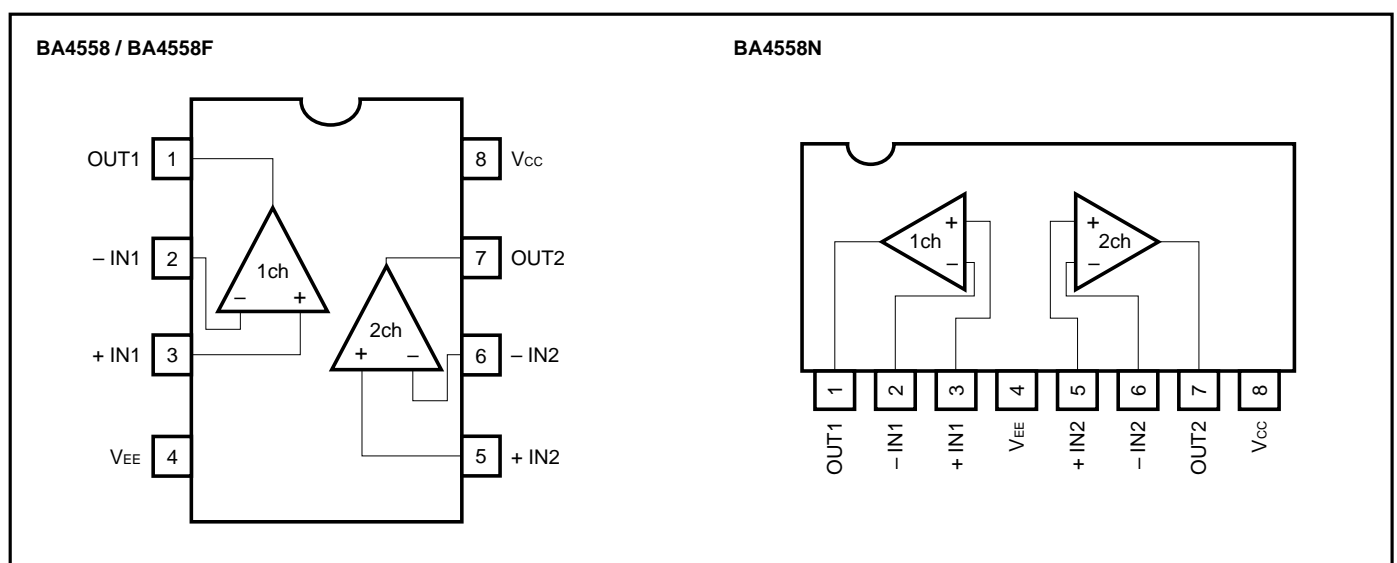 BA4558 / BA4558F
OUT1 1
8 Vcc
– IN1 2
7 OUT2
1ch
– +
+ IN1 3
2ch
+ –
6 – IN2
VEE 4
5 + IN2
BA4558N
1ch
+
–
2ch
+
–
1 2 3 4 5 6 7 8
OUT1
– IN1
+ IN1
VEE
+ IN2
– IN2
OUT2
Vcc